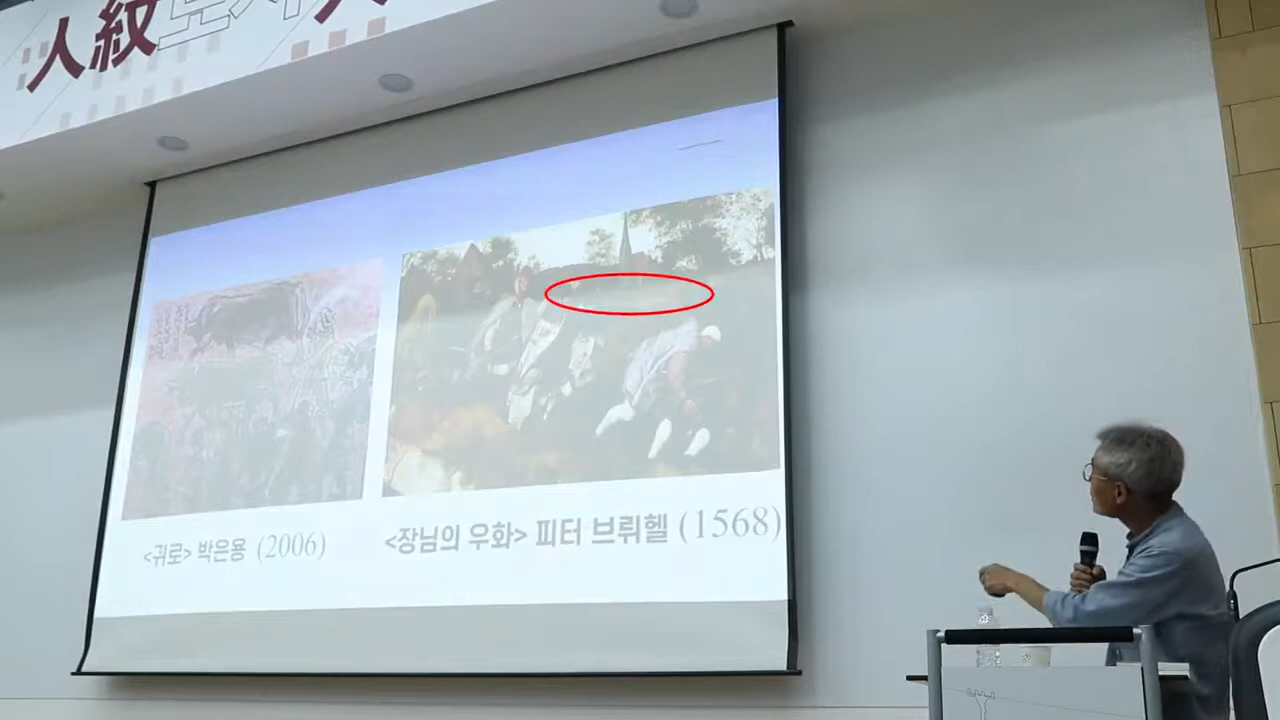 人紋
<귀로> 박은용 (2006)
<장님의 우화> 피터 브뤼헬 (1568)